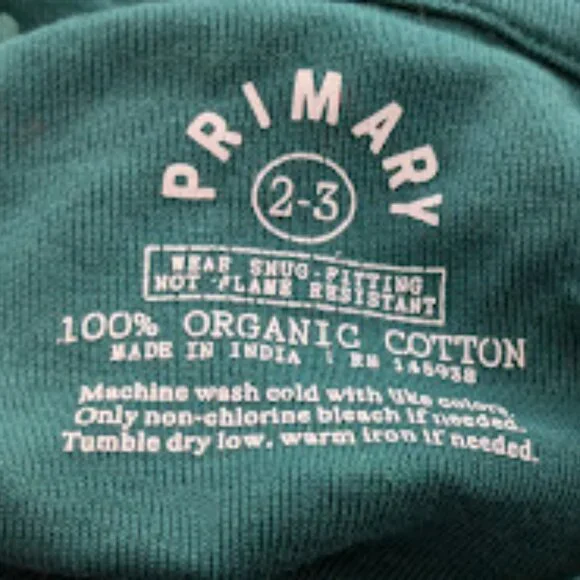 PRIMARY
2-3
WEAR SNUG-FITTING
NOT FLAME RESISTANT
100% ORGANIC COTTON
MADE IN INDIA | RN 148938
Machine wash cold with like colors.
Only non-chlorine bleach if needed.
Tumble dry low, warm iron if needed.